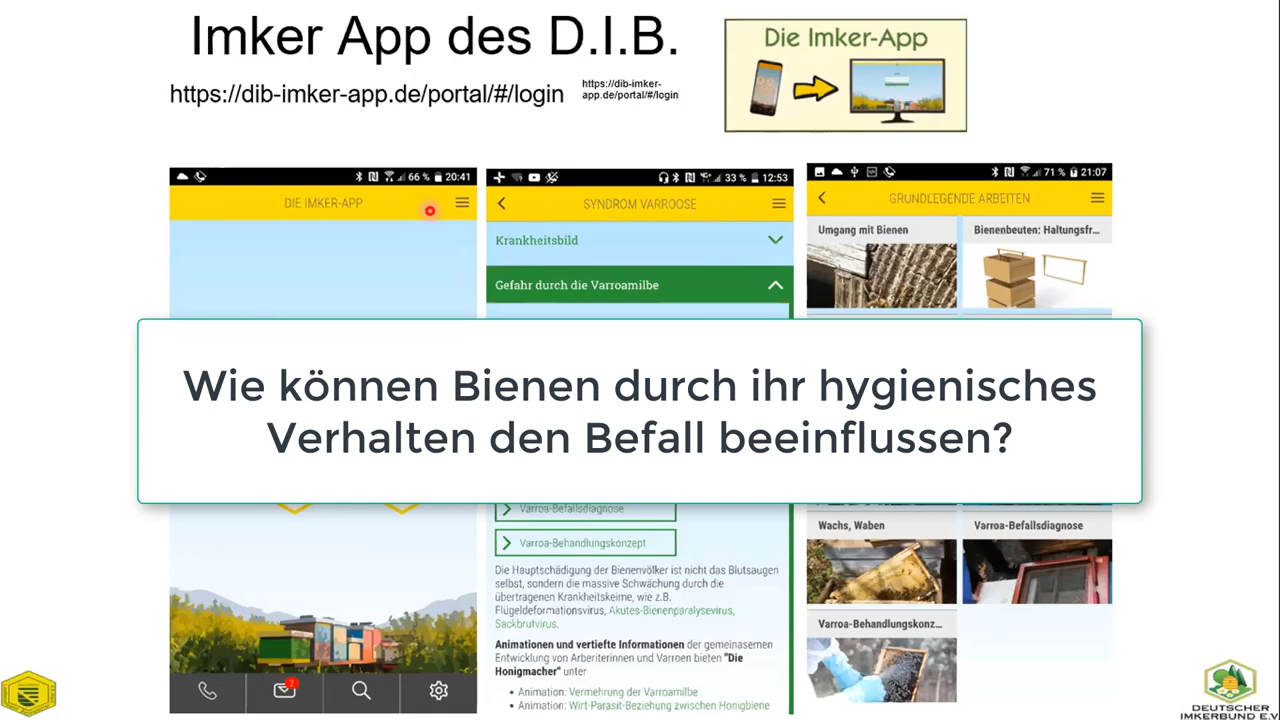 Imker App des D.I.B.
https://dib-imker-app.de/portal/#/login
https://dib-imker-
app.de/portal/#/login
Die Imker-App
66 % 20:41
DIE IMKER-APP
33 % 12:53
SYNDROM VARROOSE
Krankheitsbild
Gefahr durch die Varroamilbe
71 % 21:07
GRUNDLEGENDE ARBEITEN
Umgang mit Bienen
Bienenbeuten: Haltungsfr...
Wie können Bienen durch ihr hygienisches
Verhalten den Befall beeinflussen?
Varroa-Befallsdiagnose
Varroa-Behandlungskonzept
Die Hauptschädigung der Bienenvölker ist nicht das Blutsaugen
selbst, sondern die massive Schwächung durch die
übertragenen Krankheitskeime, wie z.B.
Flügeldeformationsvirus, Akutes-Bienenparalysevirus,
Sackbrutvirus.
Animationen und vertiefte Informationen der gemeinasemen
Entwicklung von Arberiterinnen und Varroen bieten "Die
Honigmacher" unter
• Animation: Vermehrung der Varroamilbe
• Animation: Wirt-Parasit-Beziehung zwischen Honigbiene
Wachs, Waben
Varroa-Befallsdiagnose
Varroa-Behandlungskonz...
2
DEUTSCHER
IMKERBUND E.V